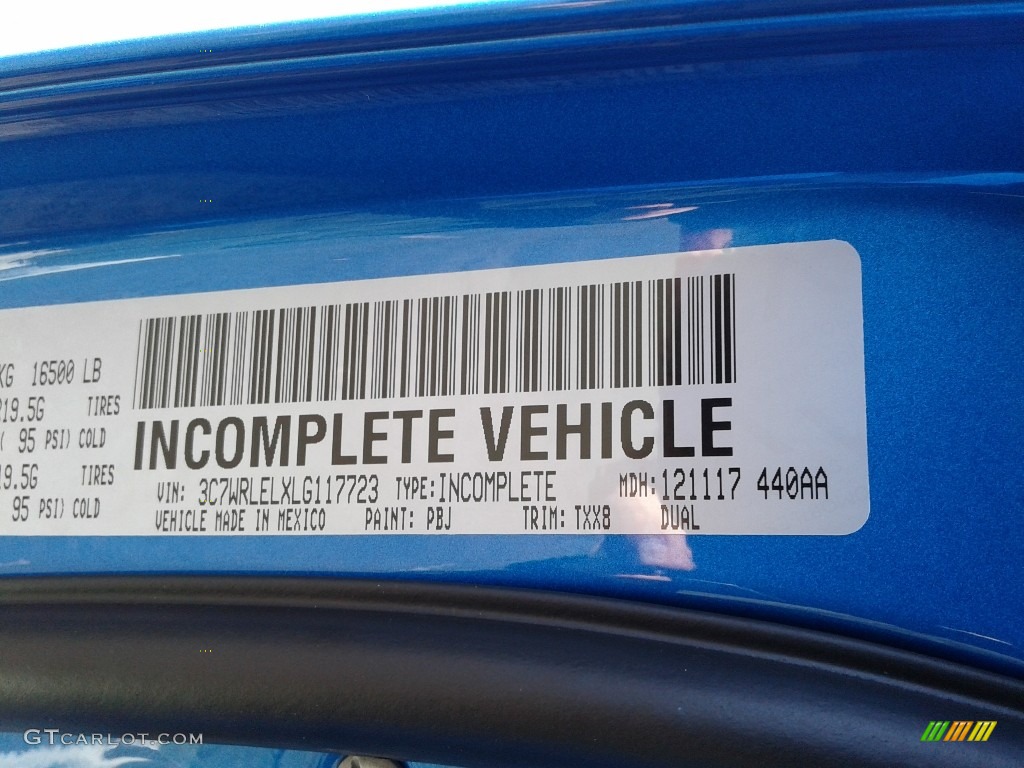 KG 16500 LB
19.5G TIRES
( 95 PSI) COLD
19.5G TIRES
95 PSI) COLD
INCOMPLETE VEHICLE
VIN: 3C7WRLELXLG117723 TYPE: INCOMPLETE MDH: 121117 440AA
VEHICLE MADE IN MEXICO PAINT: PBJ TRIM: TXX8 DUAL
GTCARLOT.COM